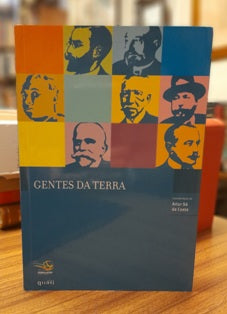 GENTES DA TERRA
Artur Sá
da Costa
quasi